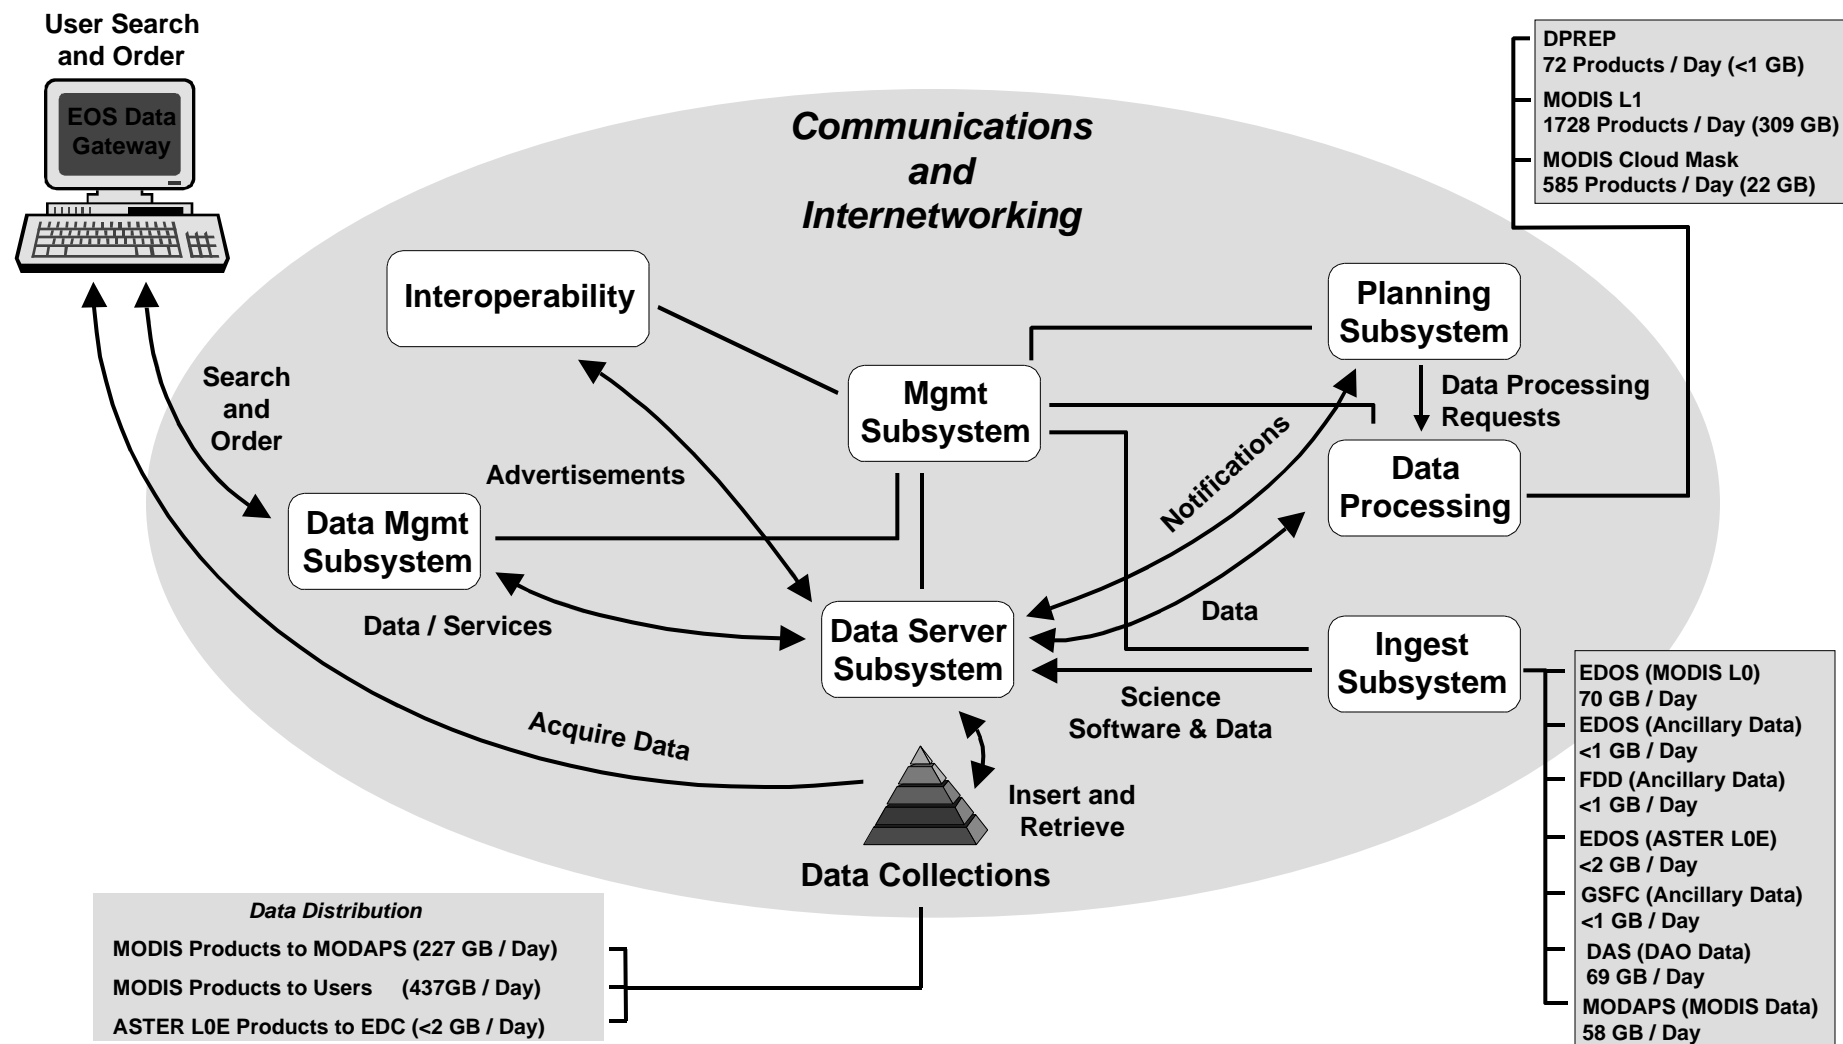 User Search
and Order
EOS Data
Gateway
Communications
and
Internetworking
DPREP
72 Products / Day (<1 GB)
MODIS L1
1728 Products / Day (309 GB)
MODIS Cloud Mask
585 Products / Day (22 GB)
Interoperability
Planning
Subsystem
Search
and
Order
Mgmt
Subsystem
Data Processing
Requests
Advertisements
Notifications
Data
Processing
Data Mgmt
Subsystem
Data / Services
Data Server
Subsystem
Data
Ingest
Subsystem
Science
Software & Data
Acquire Data
Insert and
Retrieve
Data Collections
EDOS (MODIS L0)
70 GB / Day
EDOS (Ancillary Data)
<1 GB / Day
FDD (Ancillary Data)
<1 GB / Day
EDOS (ASTER L0E)
<2 GB / Day
GSFC (Ancillary Data)
<1 GB / Day
DAS (DAO Data)
69 GB / Day
MODAPS (MODIS Data)
58 GB / Day
Data Distribution
MODIS Products to MODAPS (227 GB / Day)
MODIS Products to Users (437GB / Day)
ASTER L0E Products to EDC (<2 GB / Day)